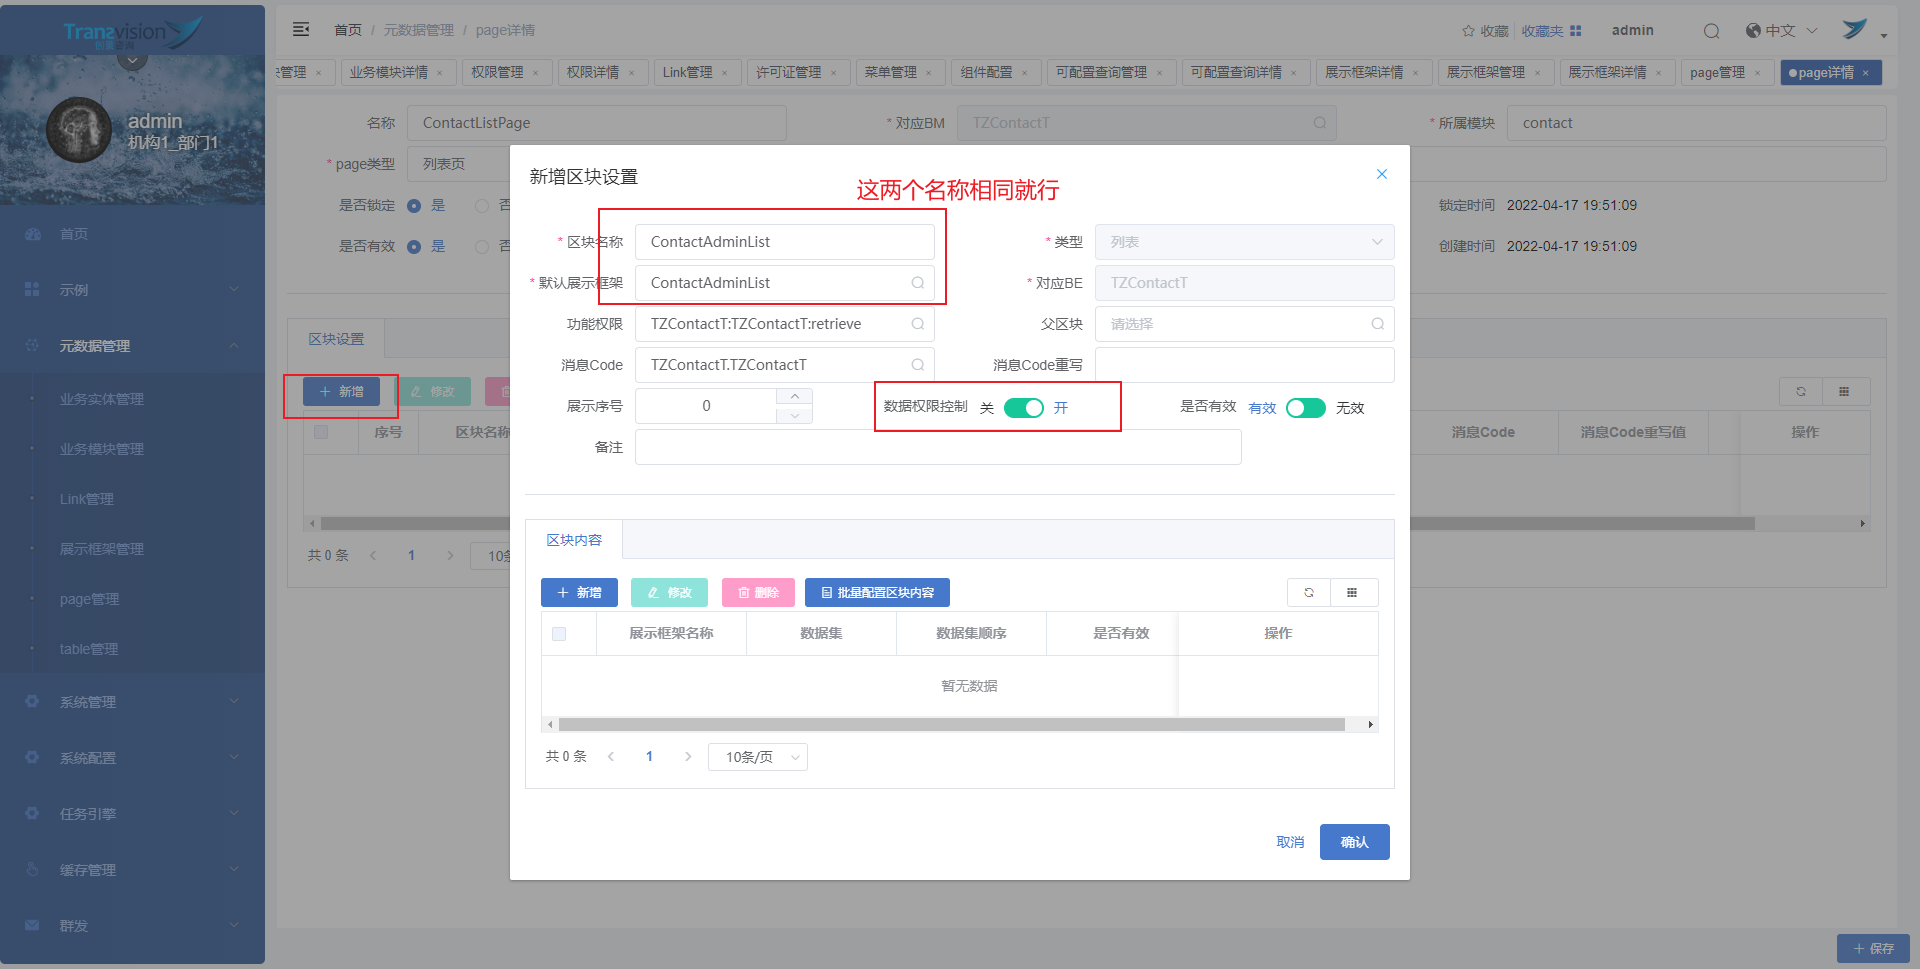 Tranzvision
创景咨询
admin
机构1_部门1
首页
示例
元数据管理
业务实体管理
业务模块管理
Link管理
展示框架管理
page管理
table管理
系统管理
系统配置
任务引擎
缓存管理
群发
首页 / 元数据管理 / page详情
收藏 收藏夹 admin 中文
管理 × 业务模块详情 × 权限管理 × 权限详情 × Link管理 × 许可证管理 × 菜单管理 × 组件配置 × 可配置查询管理 × 可配置查询详情 × 展示框架详情 × 展示框架管理 × 展示框架详情 × page管理 × page详情 ×
名称 ContactListPage * 对应BM TZContactT * 所属模块 contact
* page类型 列表页
是否锁定 是 否 锁定时间 2022-04-17 19:51:09
是否有效 是 否 创建时间 2022-04-17 19:51:09
区块设置
新增 修改
序号 区块名称 消息Code 消息Code重写值 操作
共 0 条 1 10条
新增区块设置
这两个名称相同就行
* 区块名称 ContactAdminList * 类型 列表
* 默认展示框架 ContactAdminList * 对应BE TZContactT
功能权限 TZContactT:TZContactT:retrieve 父区块 请选择
消息Code TZContactT.TZContactT 消息Code重写
展示序号 0 数据权限控制 关 开 是否有效 有效 无效
备注
区块内容
新增 修改 删除 批量配置区块内容
展示框架名称 数据集 数据集顺序 是否有效 操作
暂无数据
共 0 条 1 10条/页
取消 确认
保存